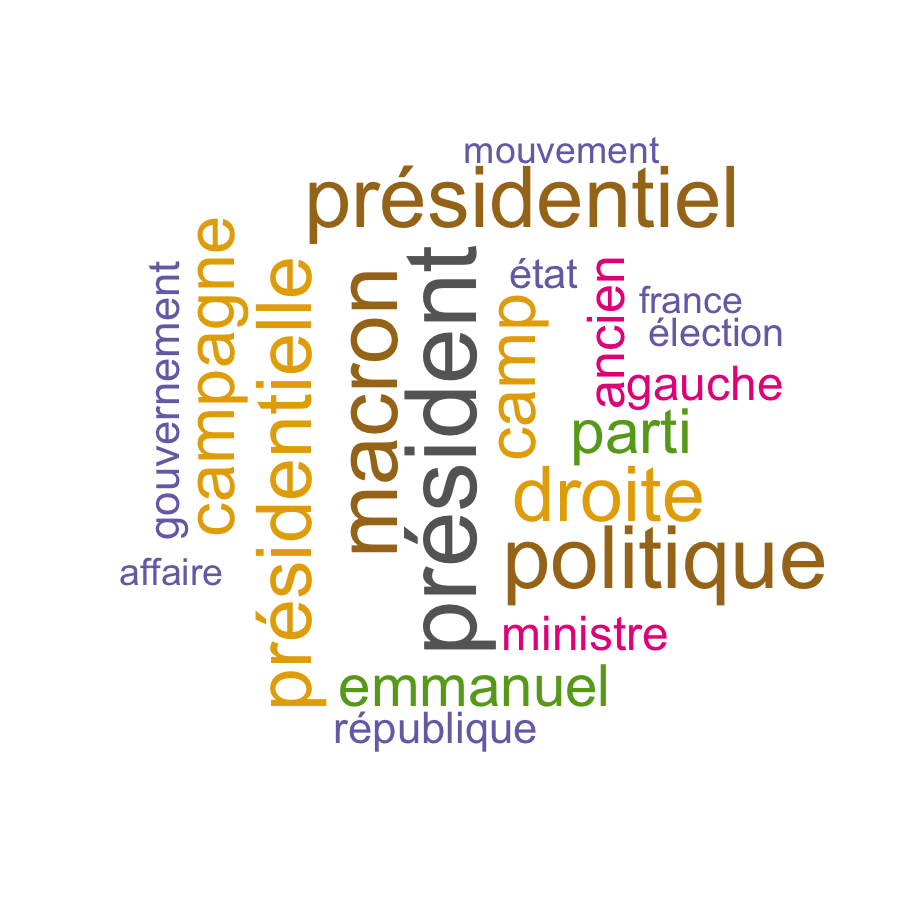 mouvement
présidentiel
gouvernement
campagne
présidentielle
macron
président
camp
état
ancien
france
élection
gauche
parti
droite
politique
affaire
ministre
emmanuel
république